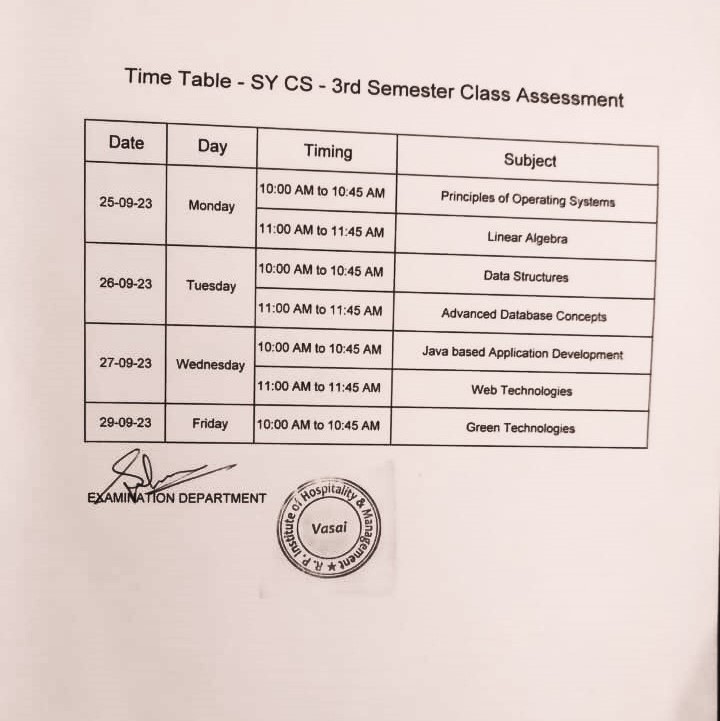 Time Table - SY CS - 3rd Semester Class Assessment
Date Day Timing Subject
25-09-23 Monday 10:00 AM to 10:45 AM Principles of Operating Systems
11:00 AM to 11:45 AM Linear Algebra
26-09-23 Tuesday 10:00 AM to 10:45 AM Data Structures
11:00 AM to 11:45 AM Advanced Database Concepts
27-09-23 Wednesday 10:00 AM to 10:45 AM Java based Application Development
11:00 AM to 11:45 AM Web Technologies
29-09-23 Friday 10:00 AM to 10:45 AM Green Technologies
EXAMINATION DEPARTMENT
R. P. Institute of Hospitality & Management
Vasai